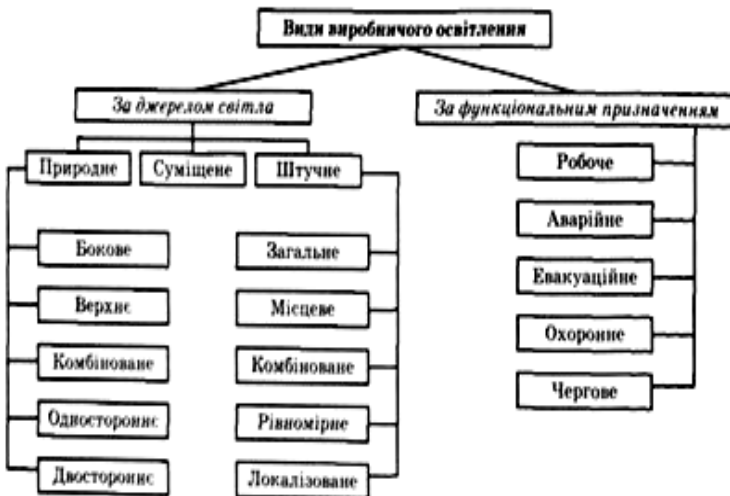 Види виробничого освітлення
За джерелом світла
За функціональним призначенням
Природне
Суміщене
Штучне
Бокове
Верхнє
Комбіноване
Одностороннє
Двостороннє
Загальне
Місцеве
Комбіноване
Рівномірне
Локалізоване
Робоче
Аварійне
Евакуаційне
Охоронне
Чергове